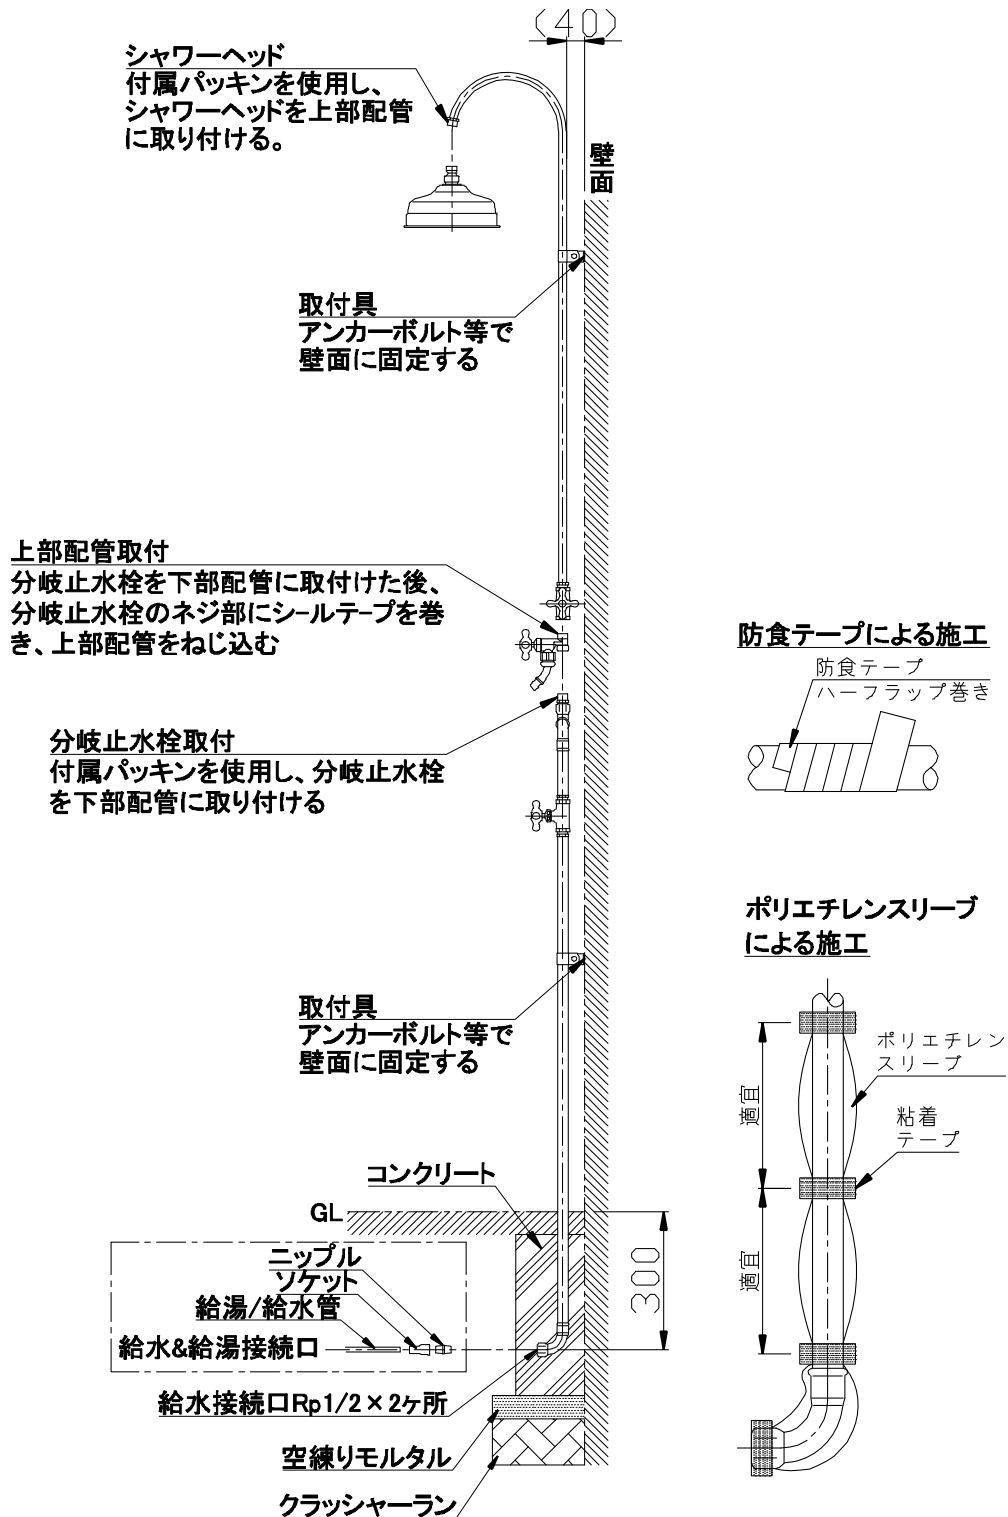 (40)
シャワーヘッド
付属パッキンを使用し、
シャワーヘッドを上部配管
に取り付ける。
壁
面
取付具
アンカーボルト等で
壁面に固定する
上部配管取付
分岐止水栓を下部配管に取付けた後、
分岐止水栓のネジ部にシールテープを巻
き、上部配管をねじ込む
分岐止水栓取付
付属パッキンを使用し、分岐止水栓
を下部配管に取り付ける
取付具
アンカーボルト等で
壁面に固定する
コンクリート
GL
300
ニップル
ソケット
給湯/給水管
給水&給湯接続口
給水接続口Rp1/2×2ヶ所
空練りモルタル
クラッシャーラン
防食テープによる施工
防食テープ
ハーフラップ巻き
ポリエチレンスリーブ
による施工
ポリエチレン
スリーブ
適宜
粘着
テープ
適宜